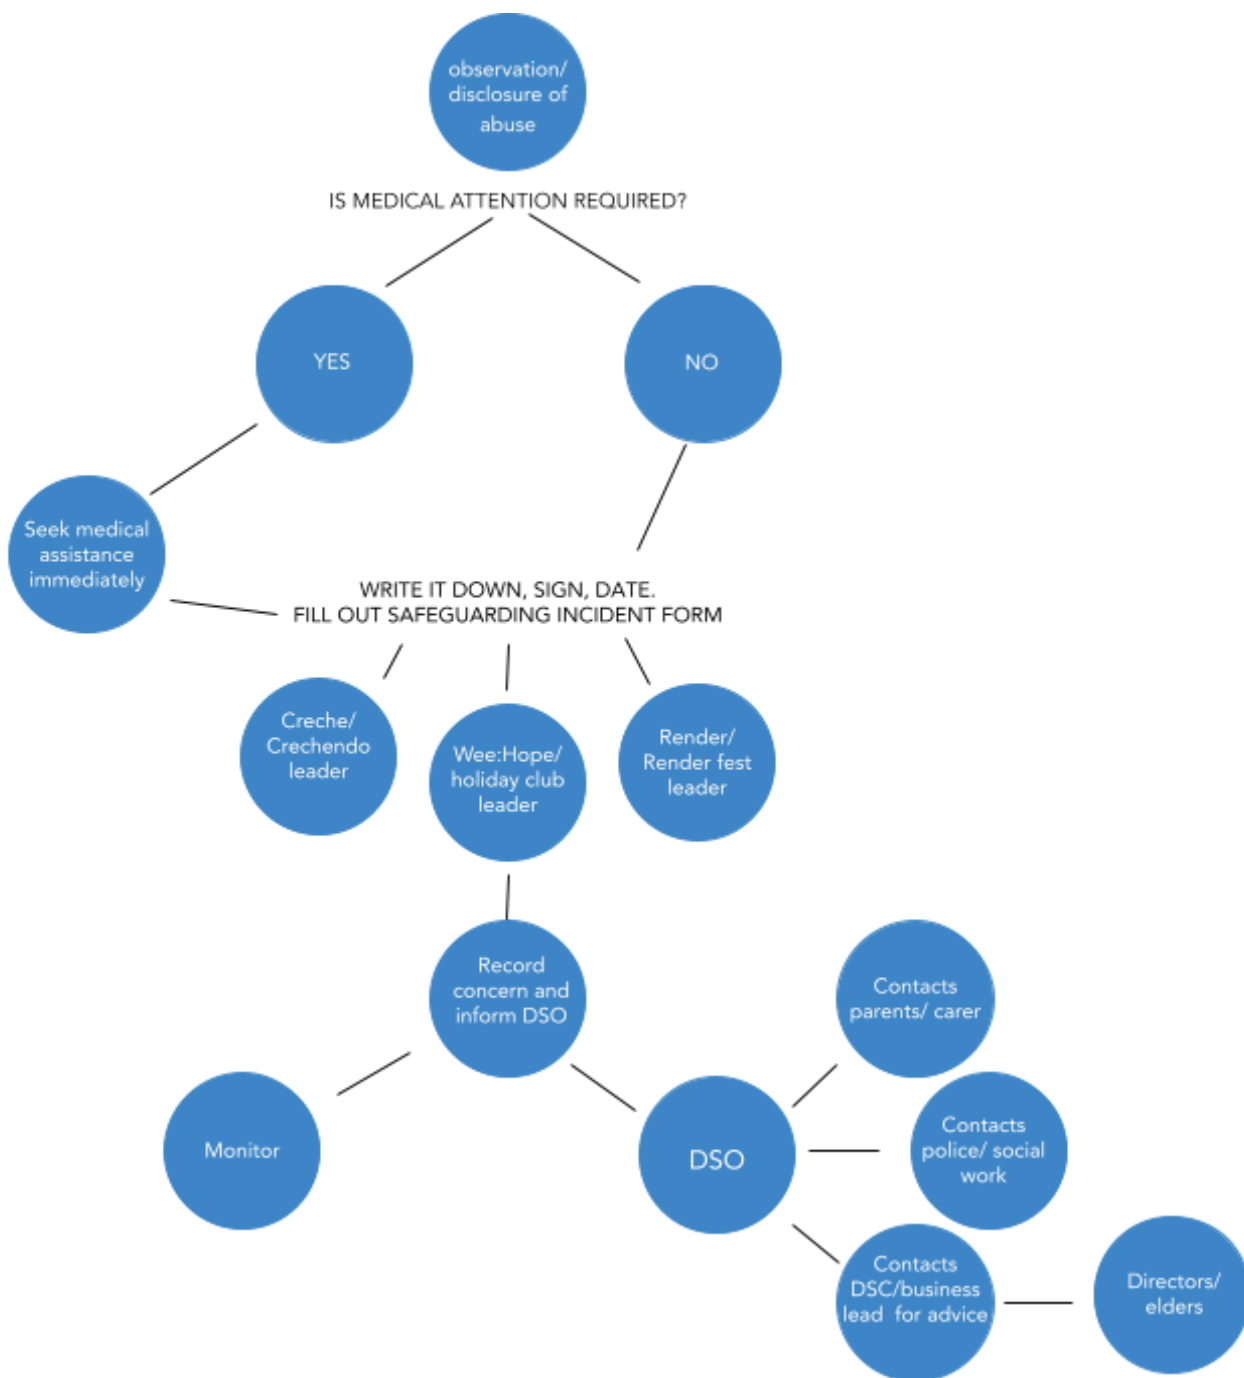 observation/
disclosure of
abuse
IS MEDICAL ATTENTION REQUIRED?
YES
NO
Seek medical
assistance
immediately
WRITE IT DOWN, SIGN, DATE.
FILL OUT SAFEGUARDING INCIDENT FORM
Creche/
Crechendo
leader
Wee:Hope/
holiday club
leader
Render/
Render fest
leader
Record
concern and
inform DSO
Monitor
DSO
Contacts
parents/ carer
Contacts
police/ social
work
Contacts
DSC/business
lead for advice
Directors/
elders